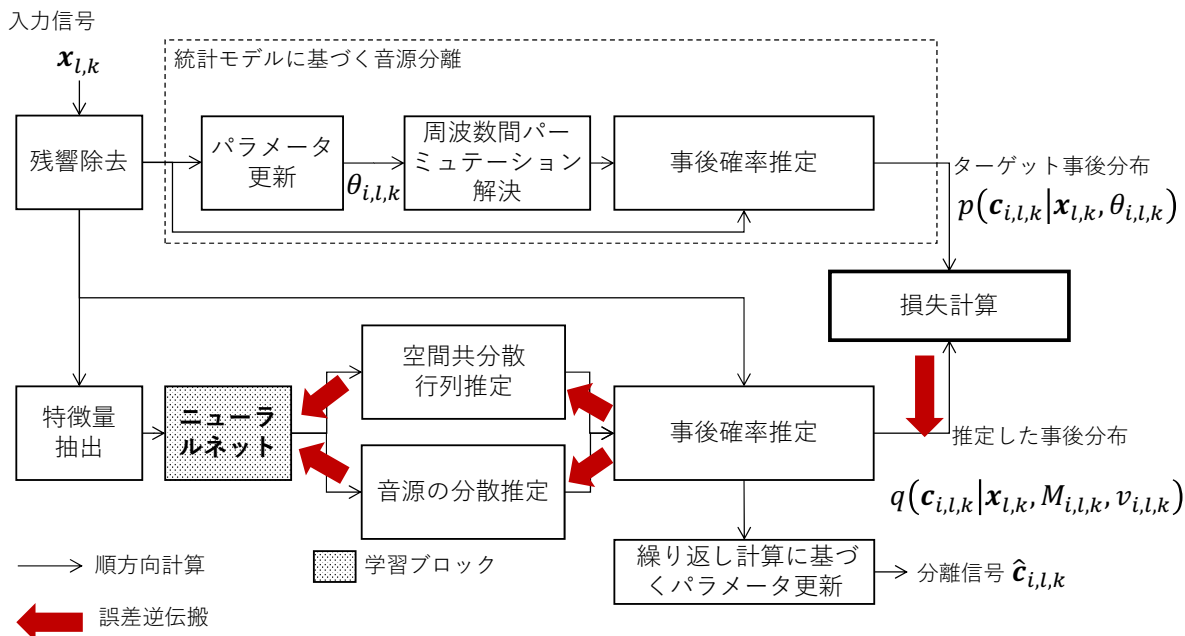 入力信号
𝒙_{l,k}
統計モデルに基づく音源分離
残響除去
パラメータ
更新
θ_{i,l,k}
周波数間パー
ミュテーション
解決
事後確率推定
ターゲット事後分布
p(𝒄_{i,l,k}|𝒙_{l,k}, θ_{i,l,k})
損失計算
特徴量
抽出
ニューラ
ルネット
空間共分散
行列推定
音源の分散推定
事後確率推定
推定した事後分布
q(𝒄_{i,l,k}|𝒙_{l,k}, M_{i,l,k}, v_{i,l,k})
繰り返し計算に基づ
くパラメータ更新
分離信号 𝒄̂_{i,l,k}
順方向計算
学習ブロック
誤差逆伝搬